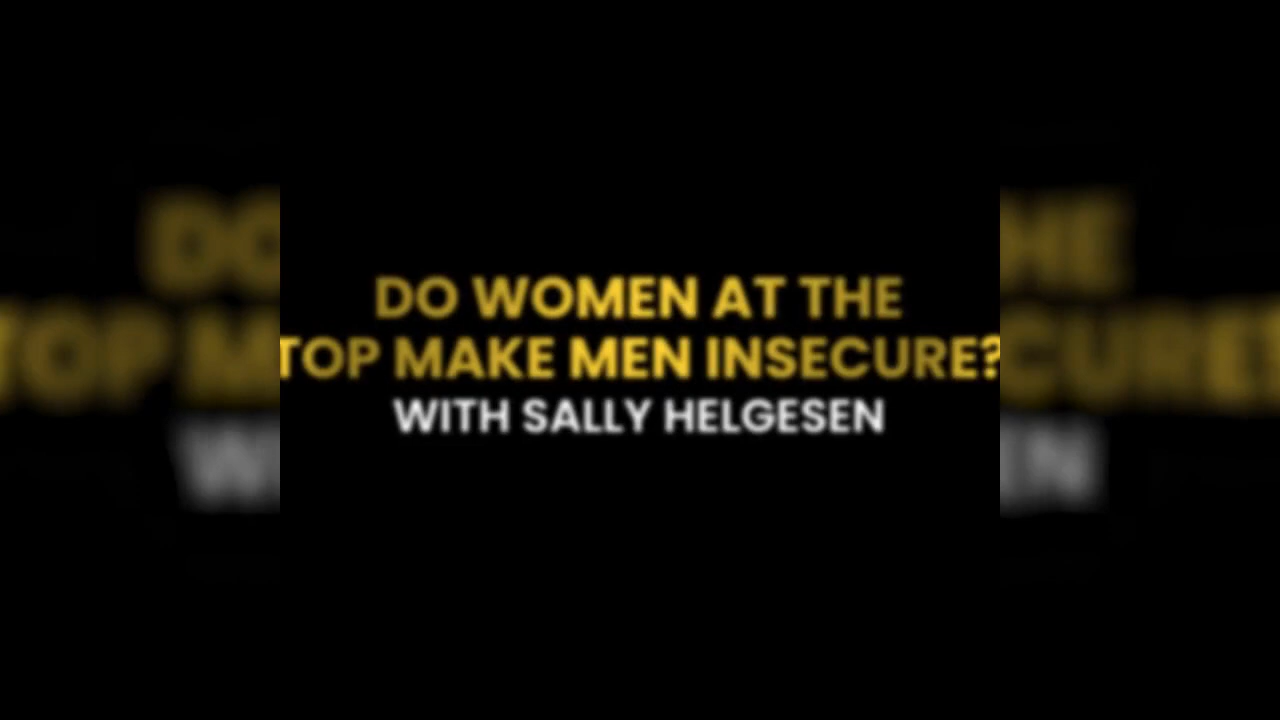 DO WOMEN AT THE
TOP MAKE MEN INSECURE?
WITH SALLY HELGESEN